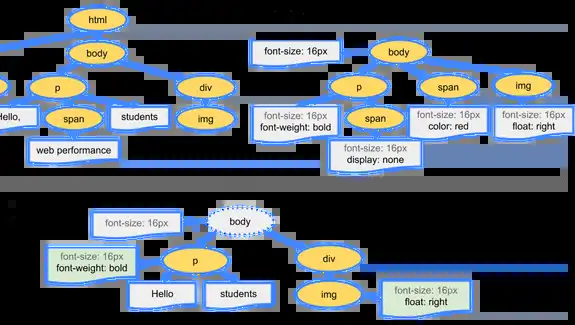 html
body
p
div
ello,
span
students
img
web performance
font-size: 16px
body
p
span
img
font-size: 16px
font-weight: bold
span
font-size: 16px
color: red
font-size: 16px
float: right
font-size: 16px
display: none
font-size: 16px
body
font-size: 16px
font-weight: bold
p
div
Hello
students
img
font-size: 16px
float: right